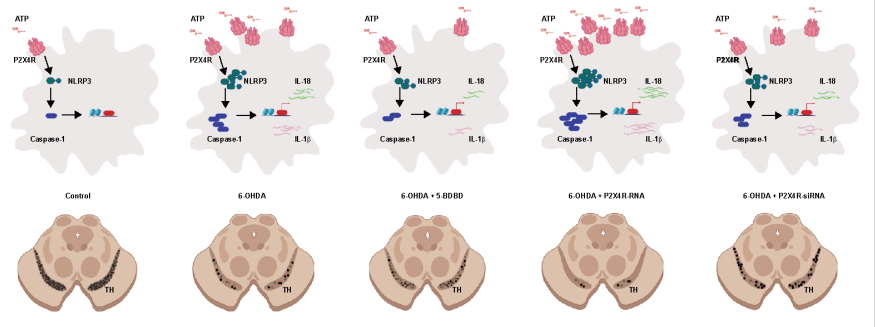 ATP ATP ATP ATP ATP
P2X4R P2X4R P2X4R P2X4R P2X4R
NLRP3 NLRP3 IL-18 NLRP3 IL-18 NLRP3 IL-18 NLRP3 IL-18
Caspase-1 Caspase-1 IL-1β Caspase-1 IL-1β Caspase-1 IL-1β Caspase-1 IL-1β
Control 6-OHDA 6-OHDA + 5-BDBD 6-OHDA + P2X4R-RNA 6-OHDA + P2X4R-siRNA
TH TH TH TH TH